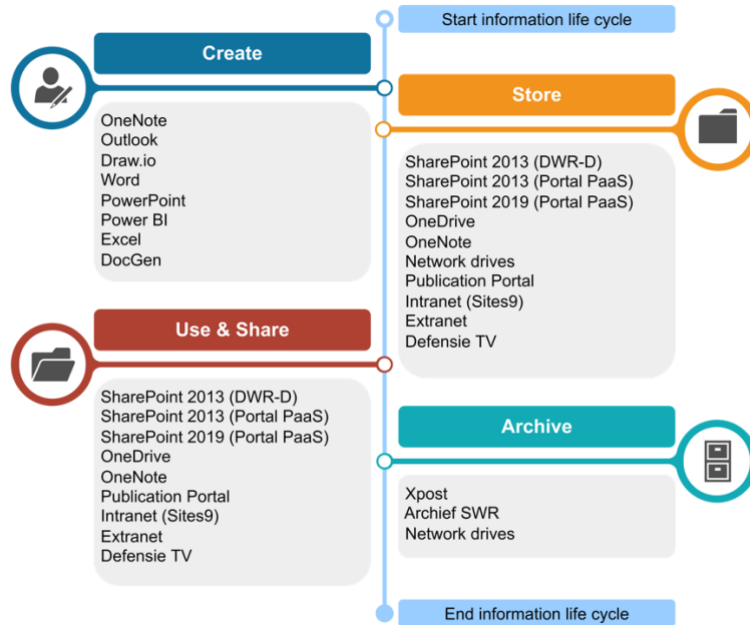 Start information life cycle
Create
OneNote
Outlook
Draw.io
Word
PowerPoint
Power BI
Excel
DocGen
Store
SharePoint 2013 (DWR-D)
SharePoint 2013 (Portal PaaS)
SharePoint 2019 (Portal PaaS)
OneDrive
OneNote
Network drives
Publication Portal
Intranet (Sites9)
Extranet
Defensie TV
Use & Share
SharePoint 2013 (DWR-D)
SharePoint 2013 (Portal PaaS)
SharePoint 2019 (Portal PaaS)
OneDrive
OneNote
Publication Portal
Intranet (Sites9)
Extranet
Defensie TV
Archive
Xpost
Archief SWR
Network drives
End information life cycle